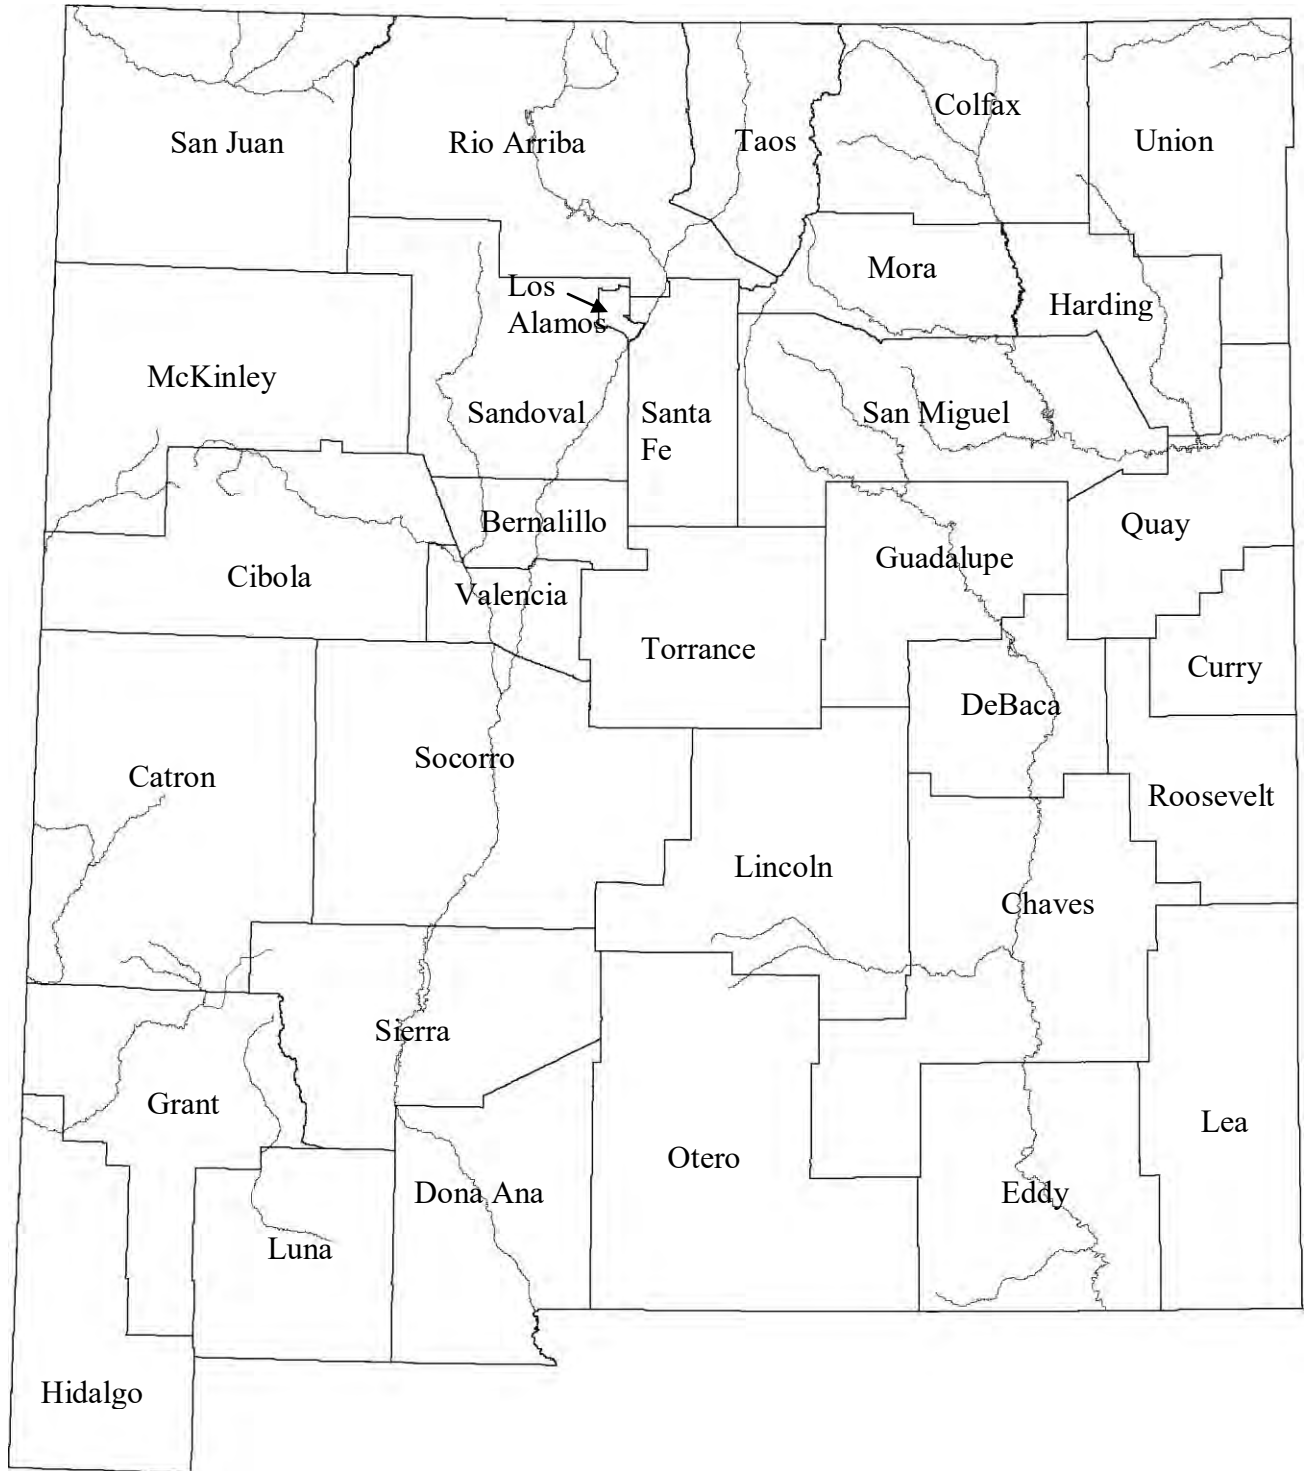 Colfax
San Juan
Rio Arriba
Taos
Union
Mora
Los
Alamos
Harding
McKinley
Sandoval
Santa
Fe
San Miguel
Bernalillo
Quay
Guadalupe
Cibola
Valencia
Torrance
Curry
DeBaca
Socorro
Catron
Roosevelt
Lincoln
Chaves
Sierra
Grant
Lea
Otero
Dona Ana
Eddy
Luna
Hidalgo